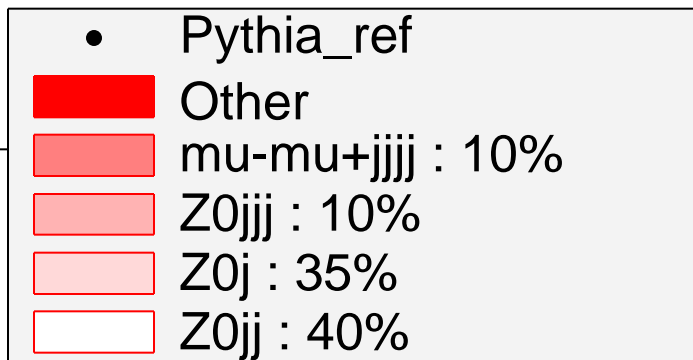 Pythia_ref
Other
mu-mu+jjjj : 10%
Z0jjj : 10%
Z0j : 35%
Z0jj : 40%